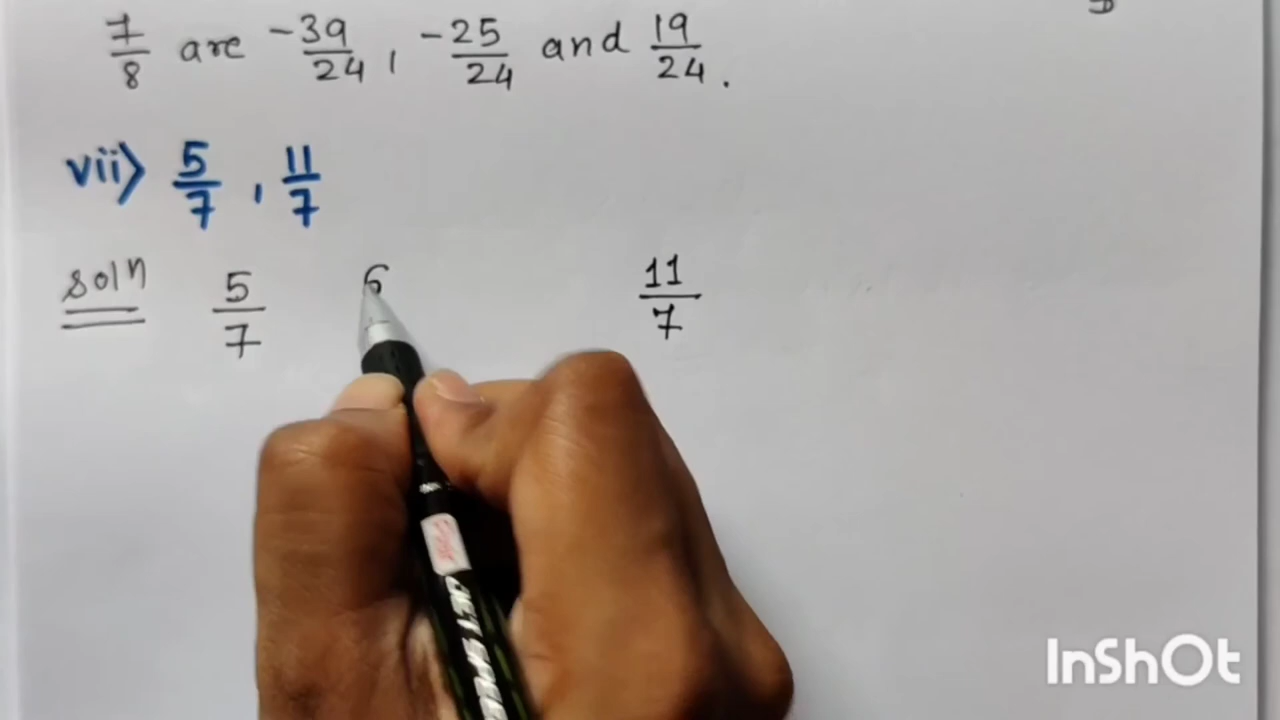 7/8 are -39/24, -25/24 and 19/24.
vii) 5/7, 11/7
soln 5/7 6 11/7
InShOt